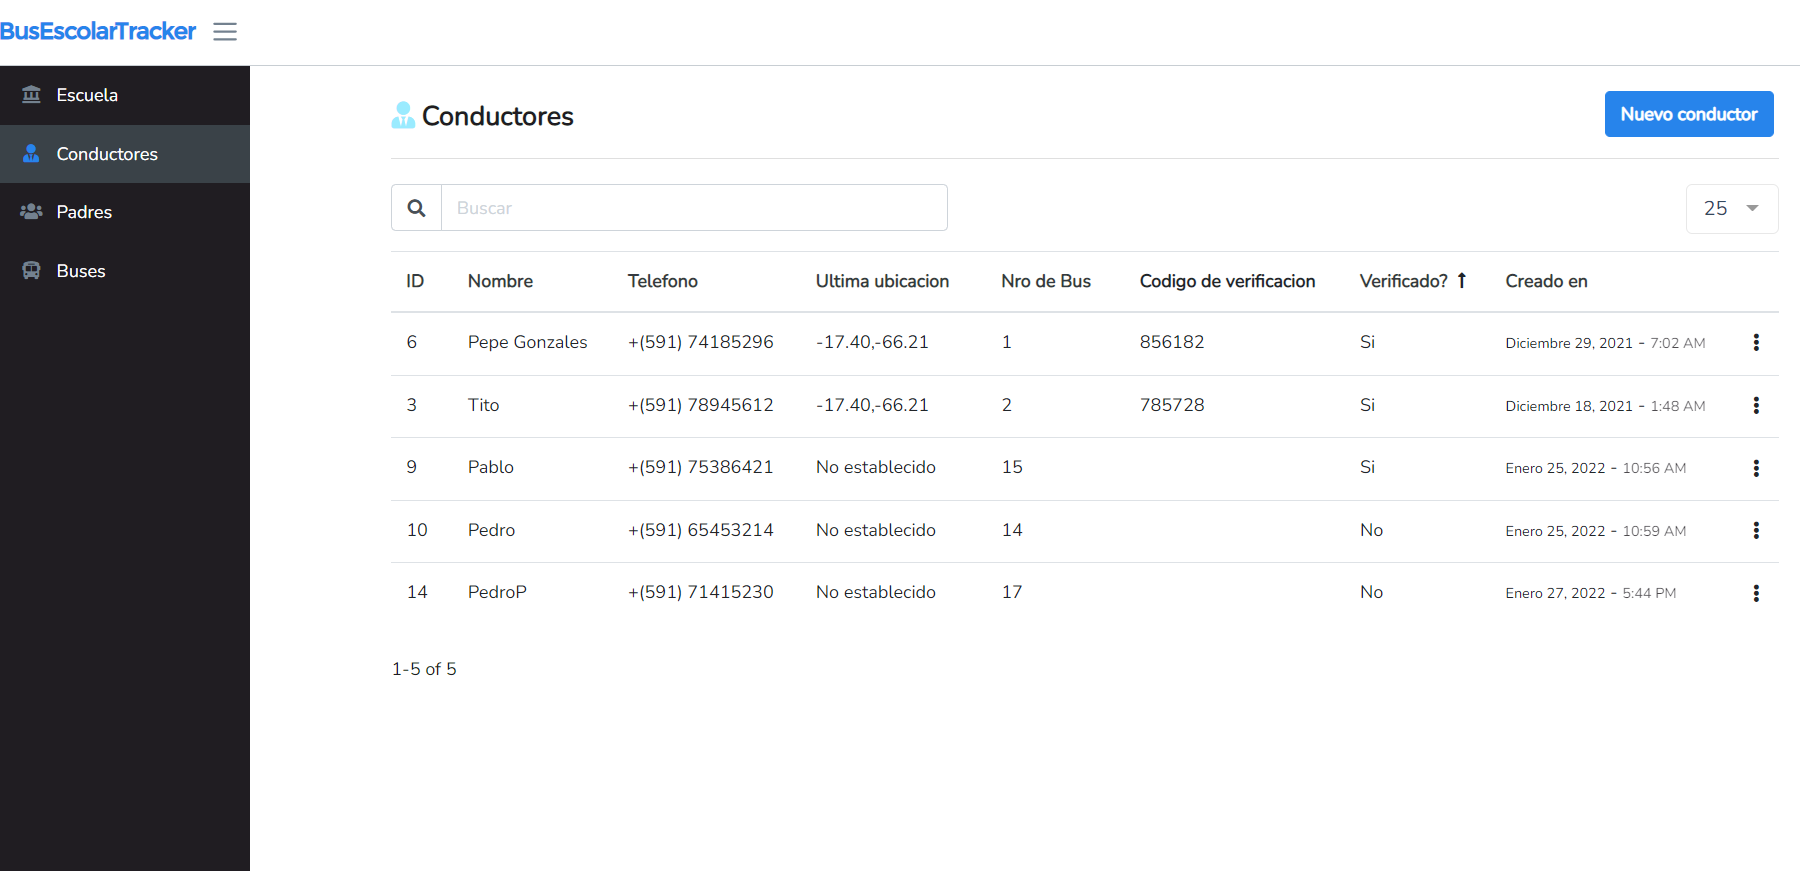 BusEscolarTracker
Escuela
Conductores
Padres
Buses
Conductores
Nuevo conductor
Buscar
25
ID Nombre Telefono Ultima ubicacion Nro de Bus Codigo de verificacion Verificado? ↑ Creado en
6 Pepe Gonzales +(591) 74185296 -17.40,-66.21 1 856182 Si Diciembre 29, 2021 - 7:02 AM
3 Tito +(591) 78945612 -17.40,-66.21 2 785728 Si Diciembre 18, 2021 - 1:48 AM
9 Pablo +(591) 75386421 No establecido 15 Si Enero 25, 2022 - 10:56 AM
10 Pedro +(591) 65453214 No establecido 14 No Enero 25, 2022 - 10:59 AM
14 PedroP +(591) 71415230 No establecido 17 No Enero 27, 2022 - 5:44 PM
1-5 of 5